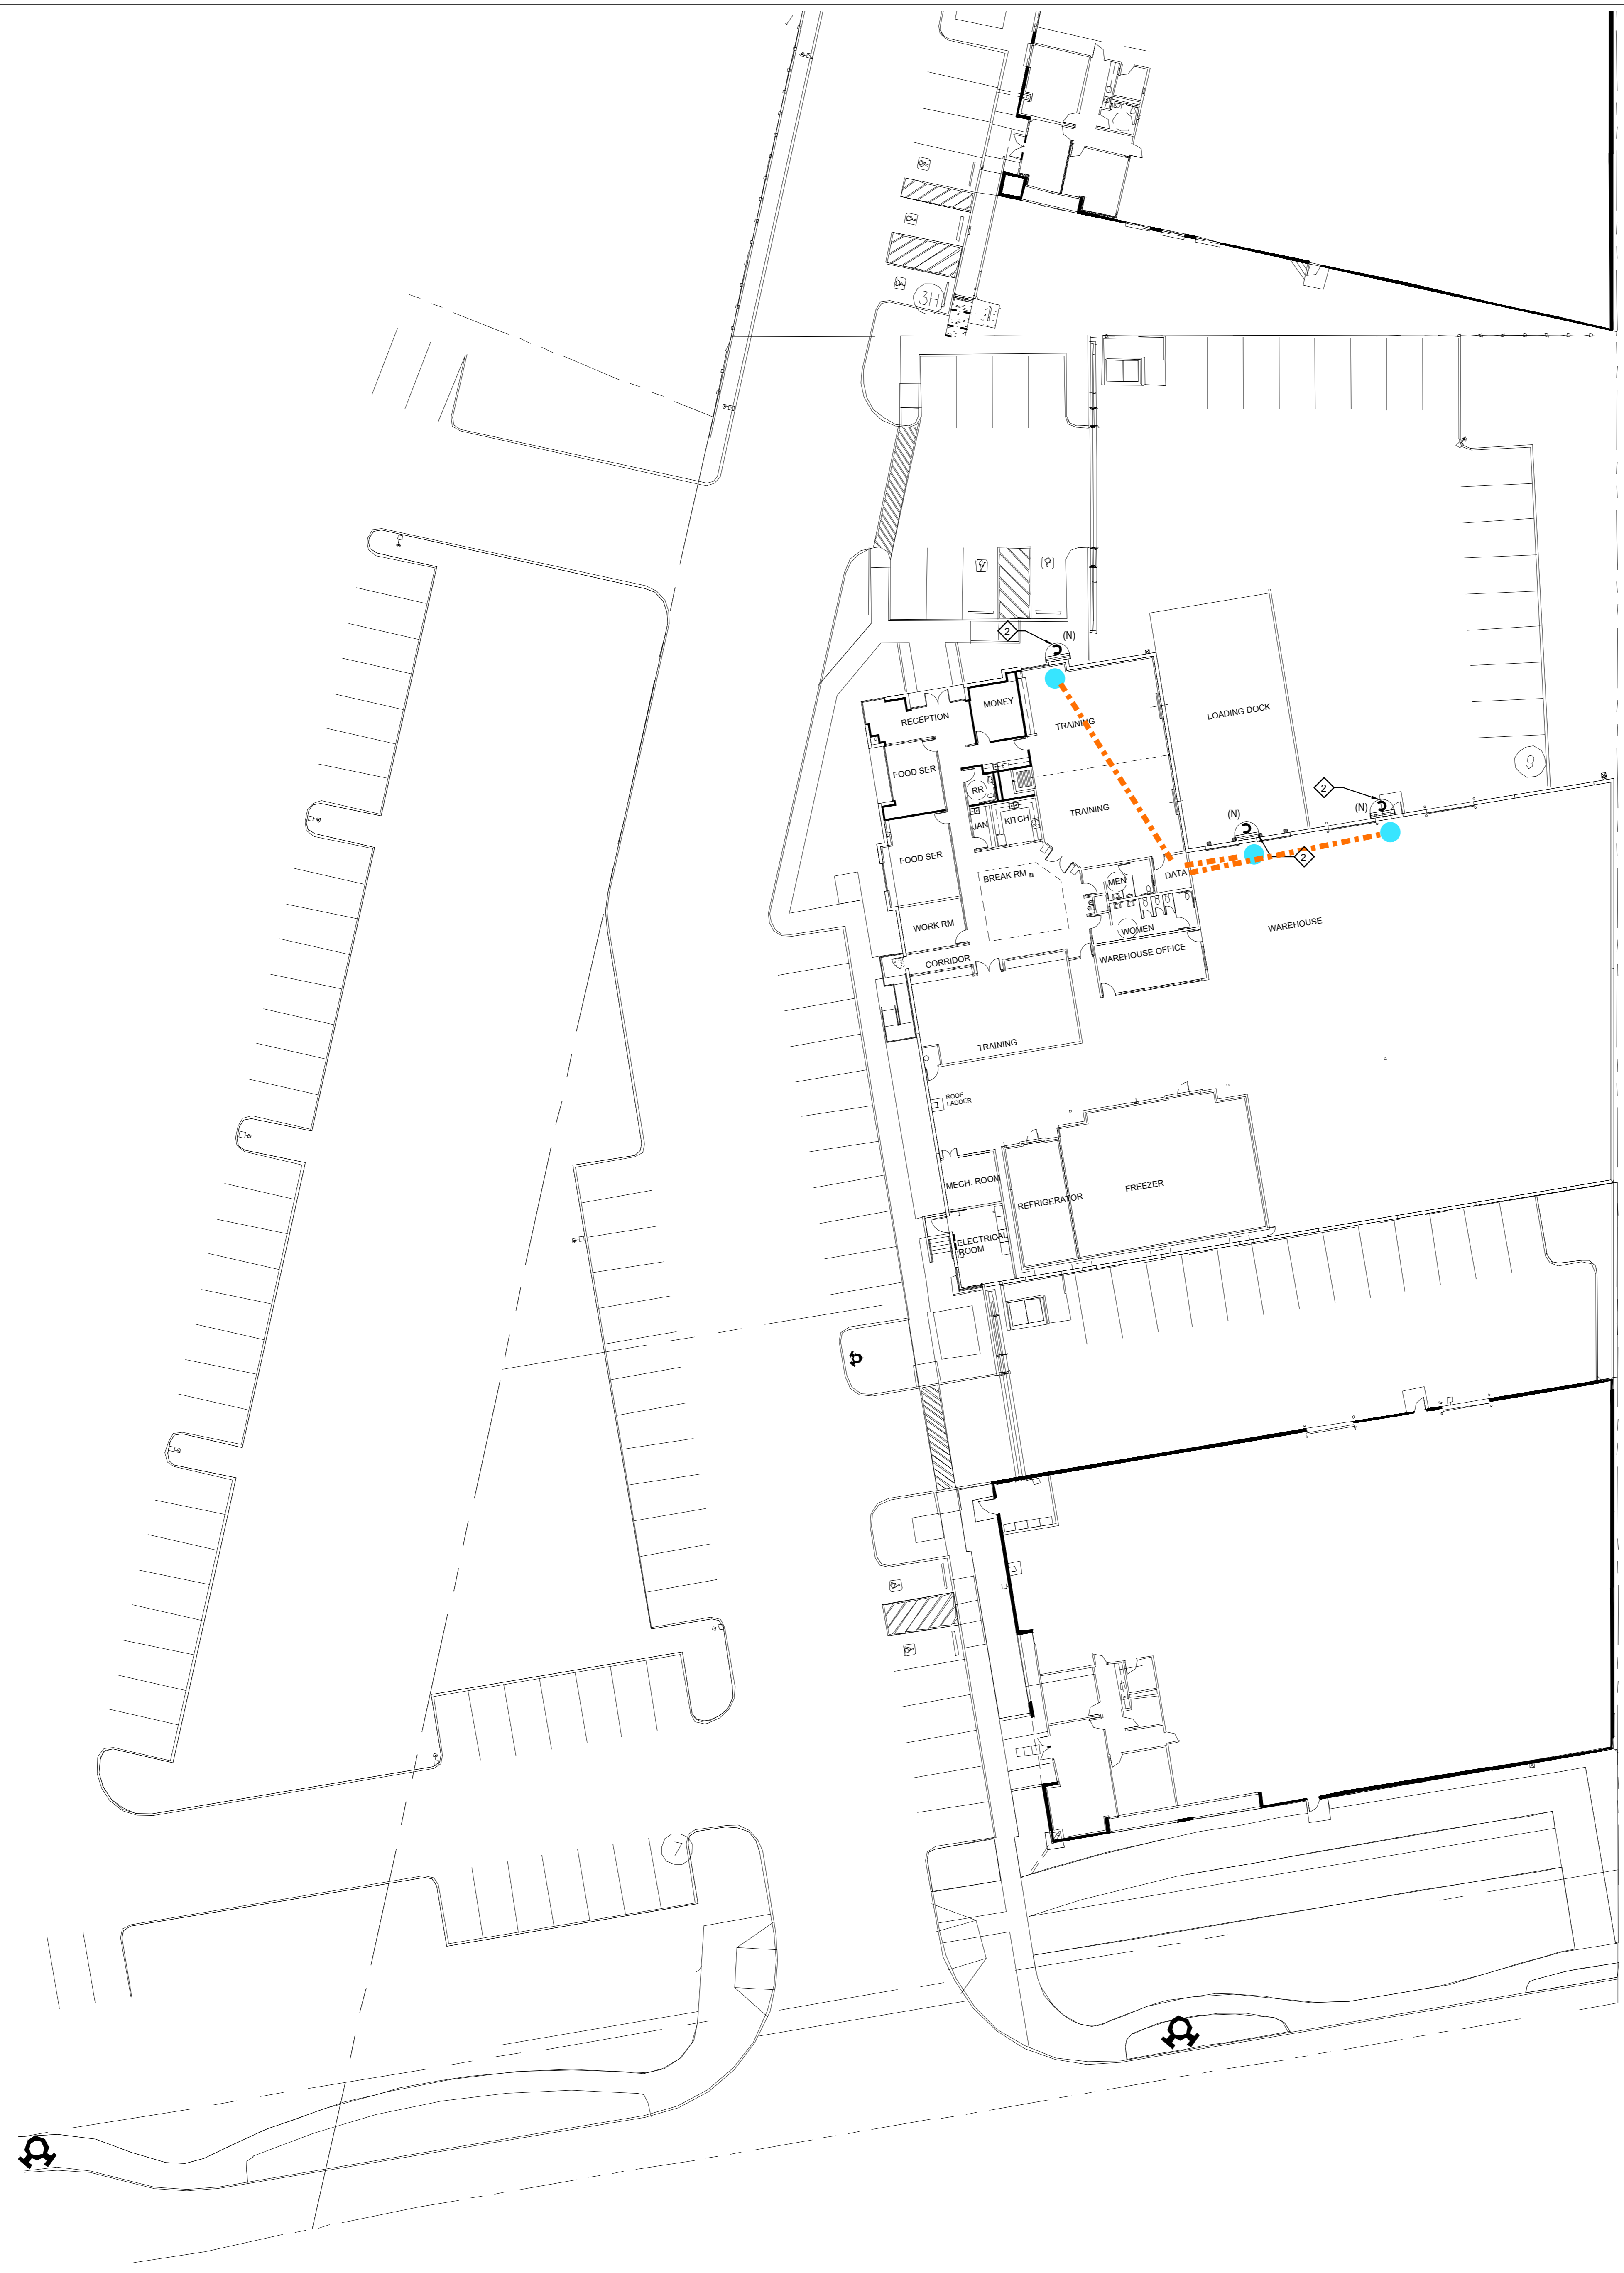 3H
2
(N)
RECEPTION
MONEY
TRAINING
LOADING DOCK
FOOD SER
RR
9
2
(N)
(N)
JAN
KITCH
TRAINING
FOOD SER
2
BREAK RM
MEN
DATA
WORK RM
WOMEN
WAREHOUSE
CORRIDOR
WAREHOUSE OFFICE
TRAINING
ROOF
LADDER
MECH. ROOM
REFRIGERATOR
FREEZER
ELECTRICAL
ROOM
7